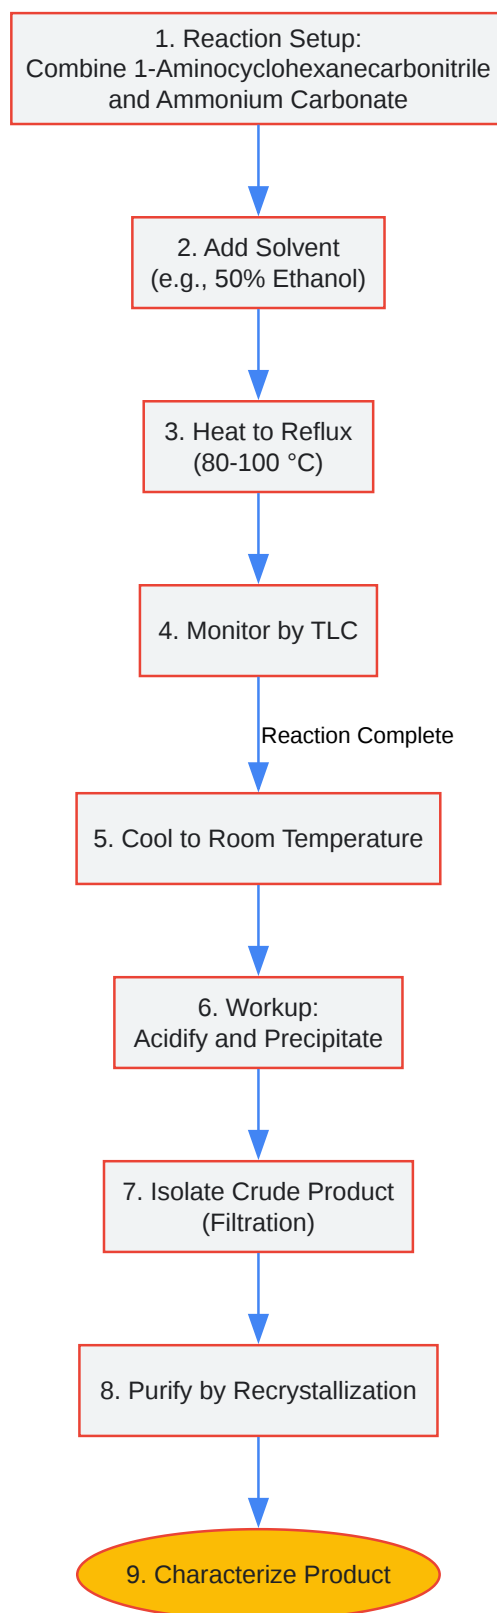 1. Reaction Setup:
Combine 1-Aminocyclohexanecarbonitrile
and Ammonium Carbonate
2. Add Solvent
(e.g., 50% Ethanol)
3. Heat to Reflux
(80-100 °C)
4. Monitor by TLC
Reaction Complete
5. Cool to Room Temperature
6. Workup:
Acidify and Precipitate
7. Isolate Crude Product
(Filtration)
8. Purify by Recrystallization
9. Characterize Product